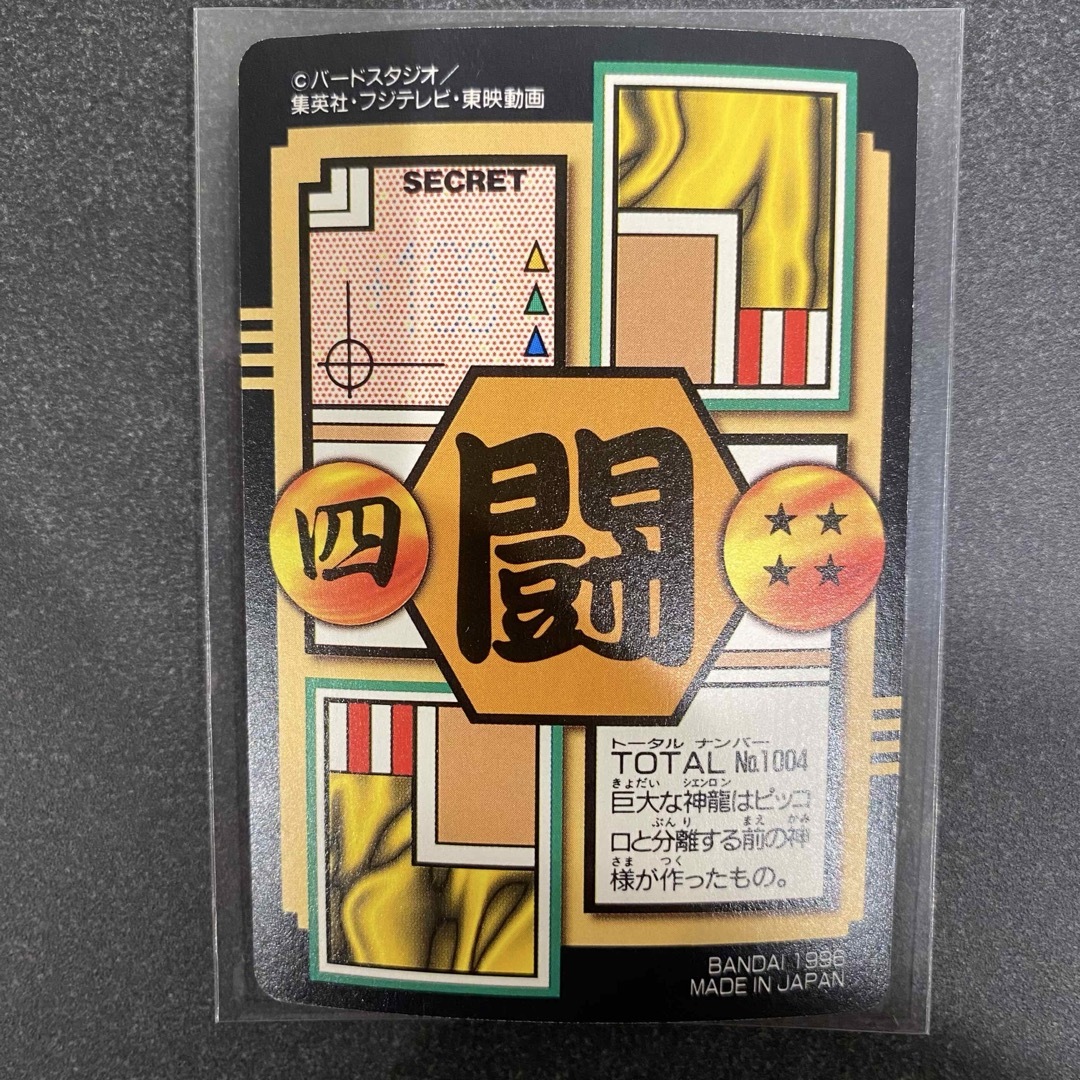 ©バードスタジオ／
集英社・フジテレビ・東映動画
SECRET
四
闘
トータル ナンバー
TOTAL No.1004
きょだい シエンロン
巨大な神龍はピッコ
ぶんり まえ かみ
ロと分離する前の神
さま つく
様が作ったもの。
BANDAI 1996
MADE IN JAPAN